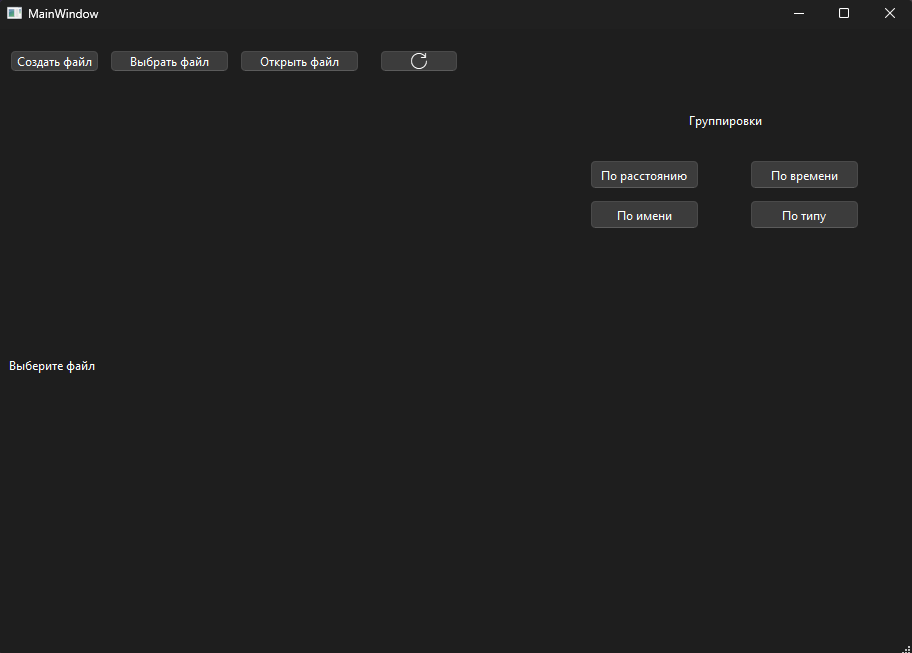 MainWindow
Создать файл Выбрать файл Открыть файл
Группировки
По расстоянию По времени
По имени По типу
Выберите файл